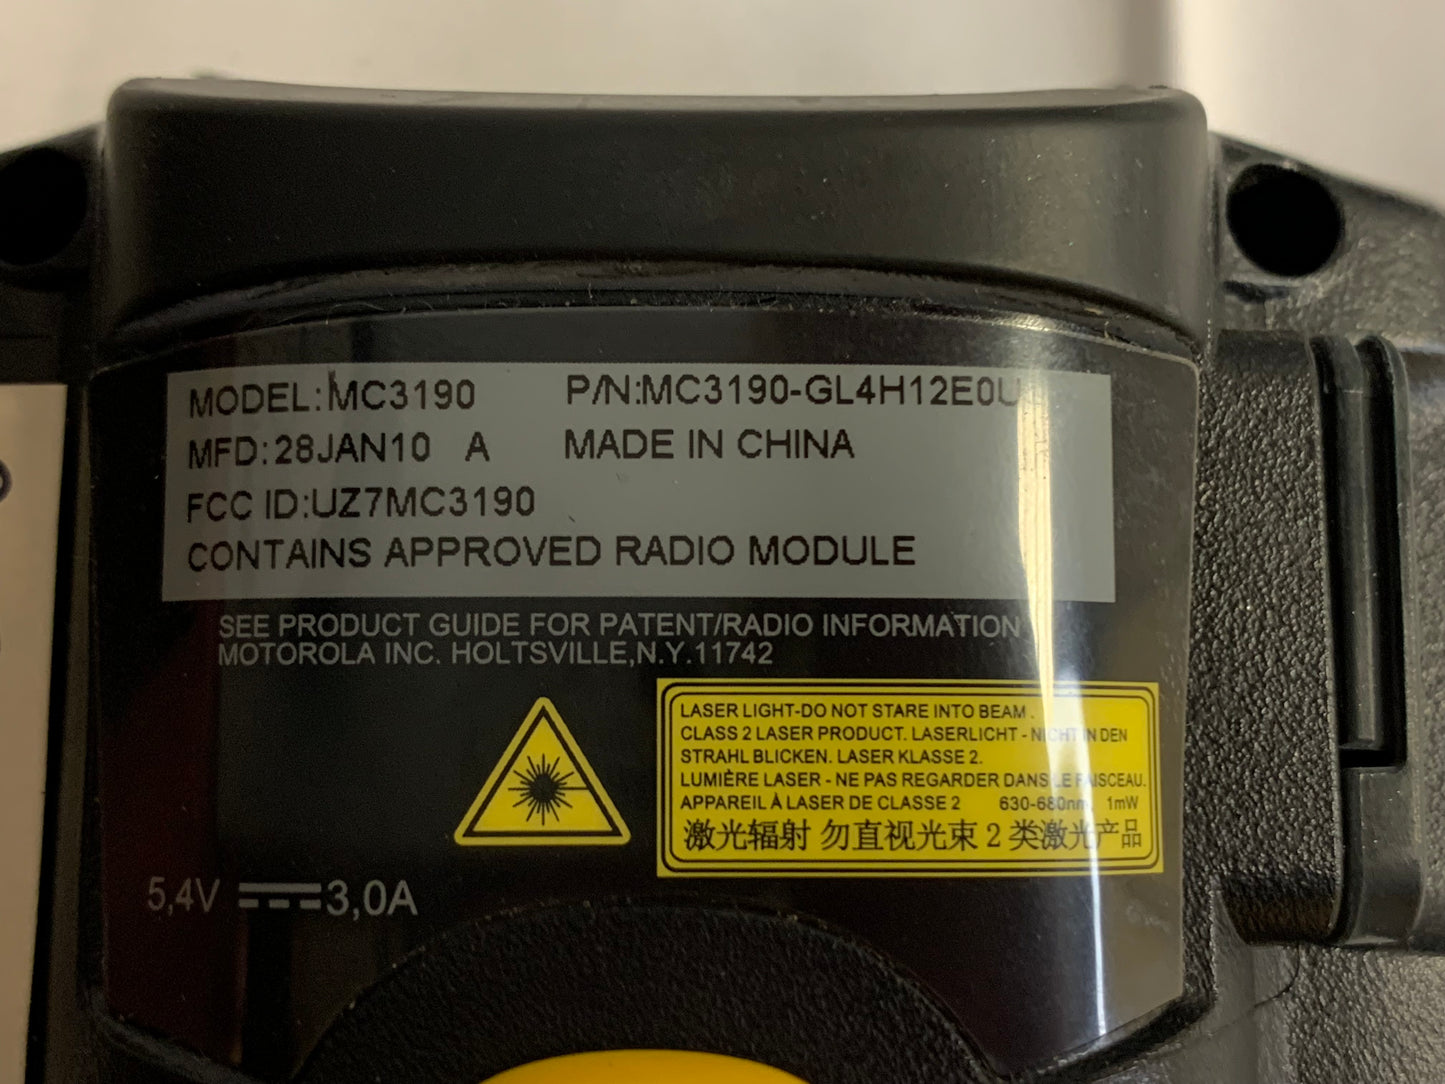 MODEL:MC3190 P/N:MC3190-GL4H12E0U
MFD:28JAN10 A MADE IN CHINA
FCC ID:UZ7MC3190
CONTAINS APPROVED RADIO MODULE
SEE PRODUCT GUIDE FOR PATENT/RADIO INFORMATION
MOTOROLA INC. HOLTSVILLE,N.Y.11742
LASER LIGHT-DO NOT STARE INTO BEAM .
CLASS 2 LASER PRODUCT. LASERLICHT - NICHT IN DEN
STRAHL BLICKEN. LASER KLASSE 2.
LUMIÈRE LASER - NE PAS REGARDER DANS LE FAISCEAU.
APPAREIL À LASER DE CLASSE 2 630-680nm, 1mW
激光辐射 勿直视光束 2 类激光产品
5,4V 3,0A